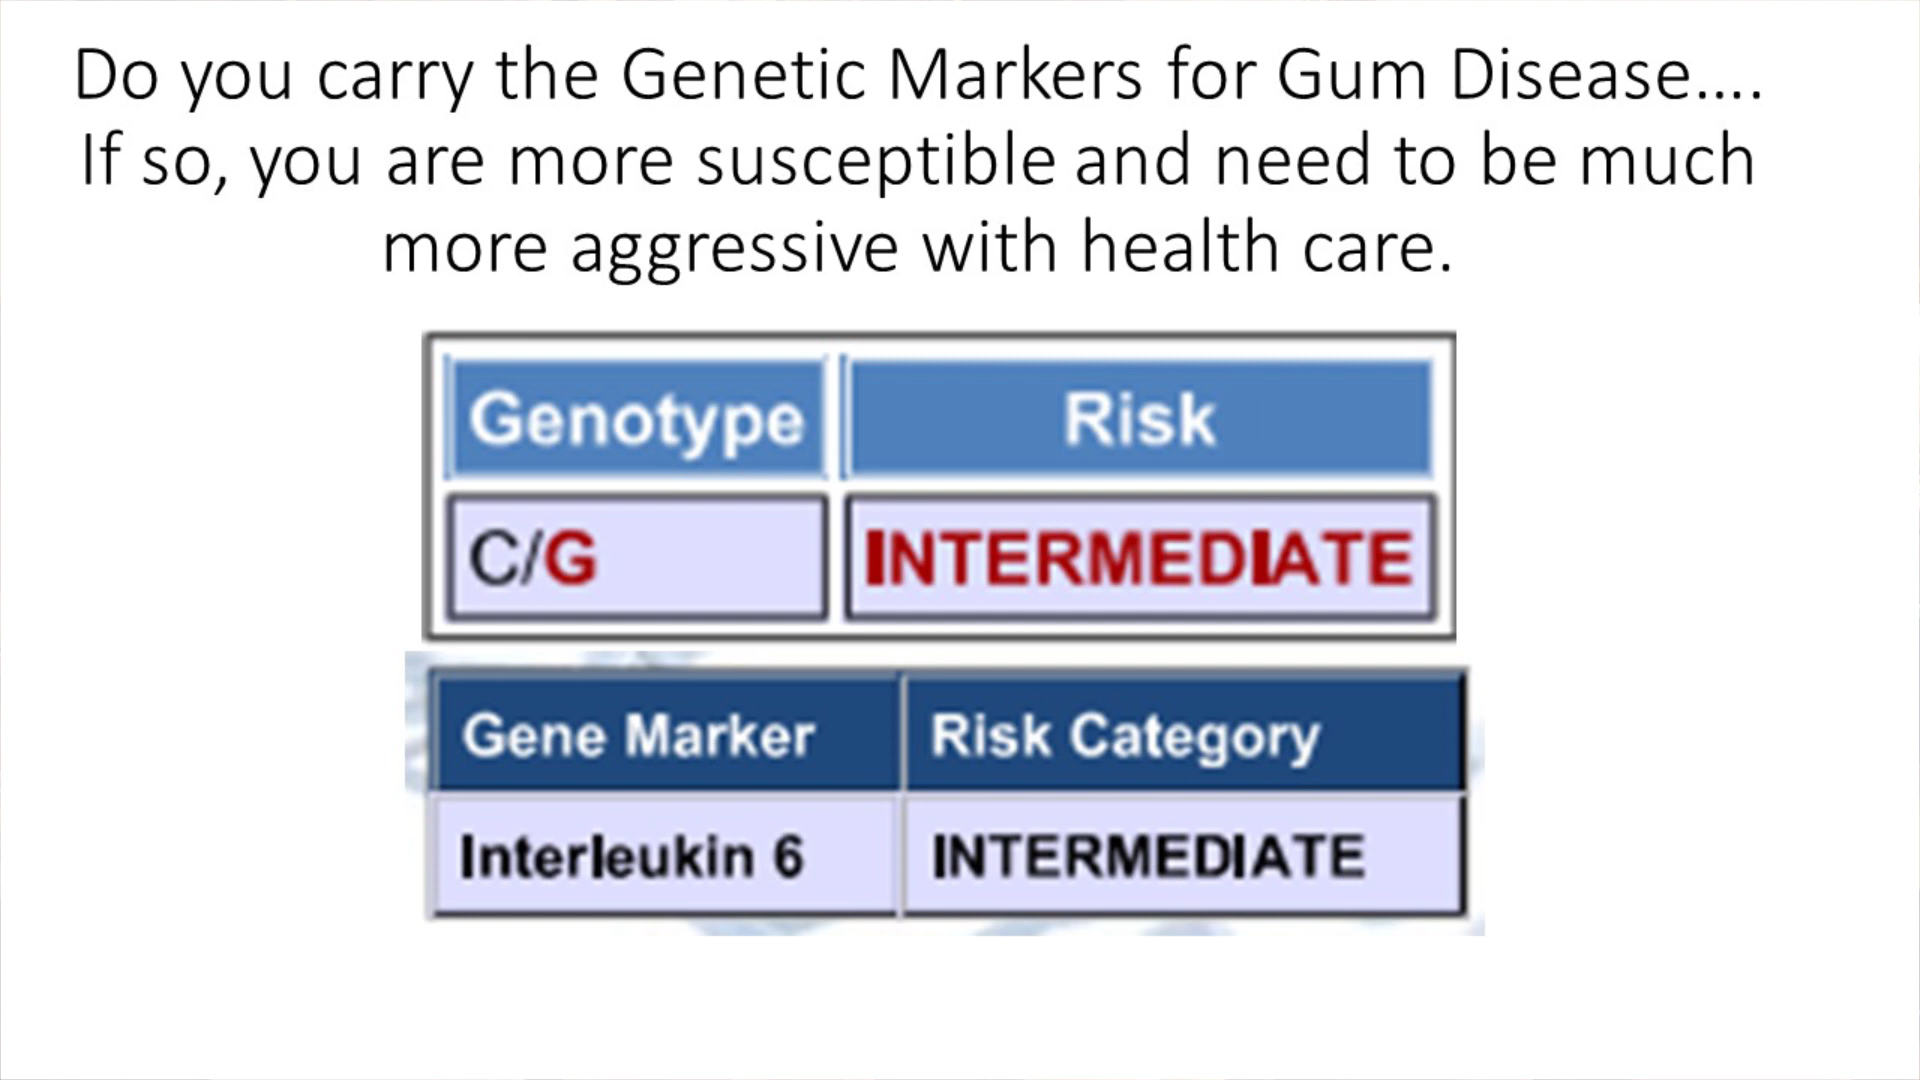 Do you carry the Genetic Markers for Gum Disease....
If so, you are more susceptible and need to be much
more aggressive with health care.
Genotype Risk
C/G INTERMEDIATE
Gene Marker Risk Category
Interleukin 6 INTERMEDIATE